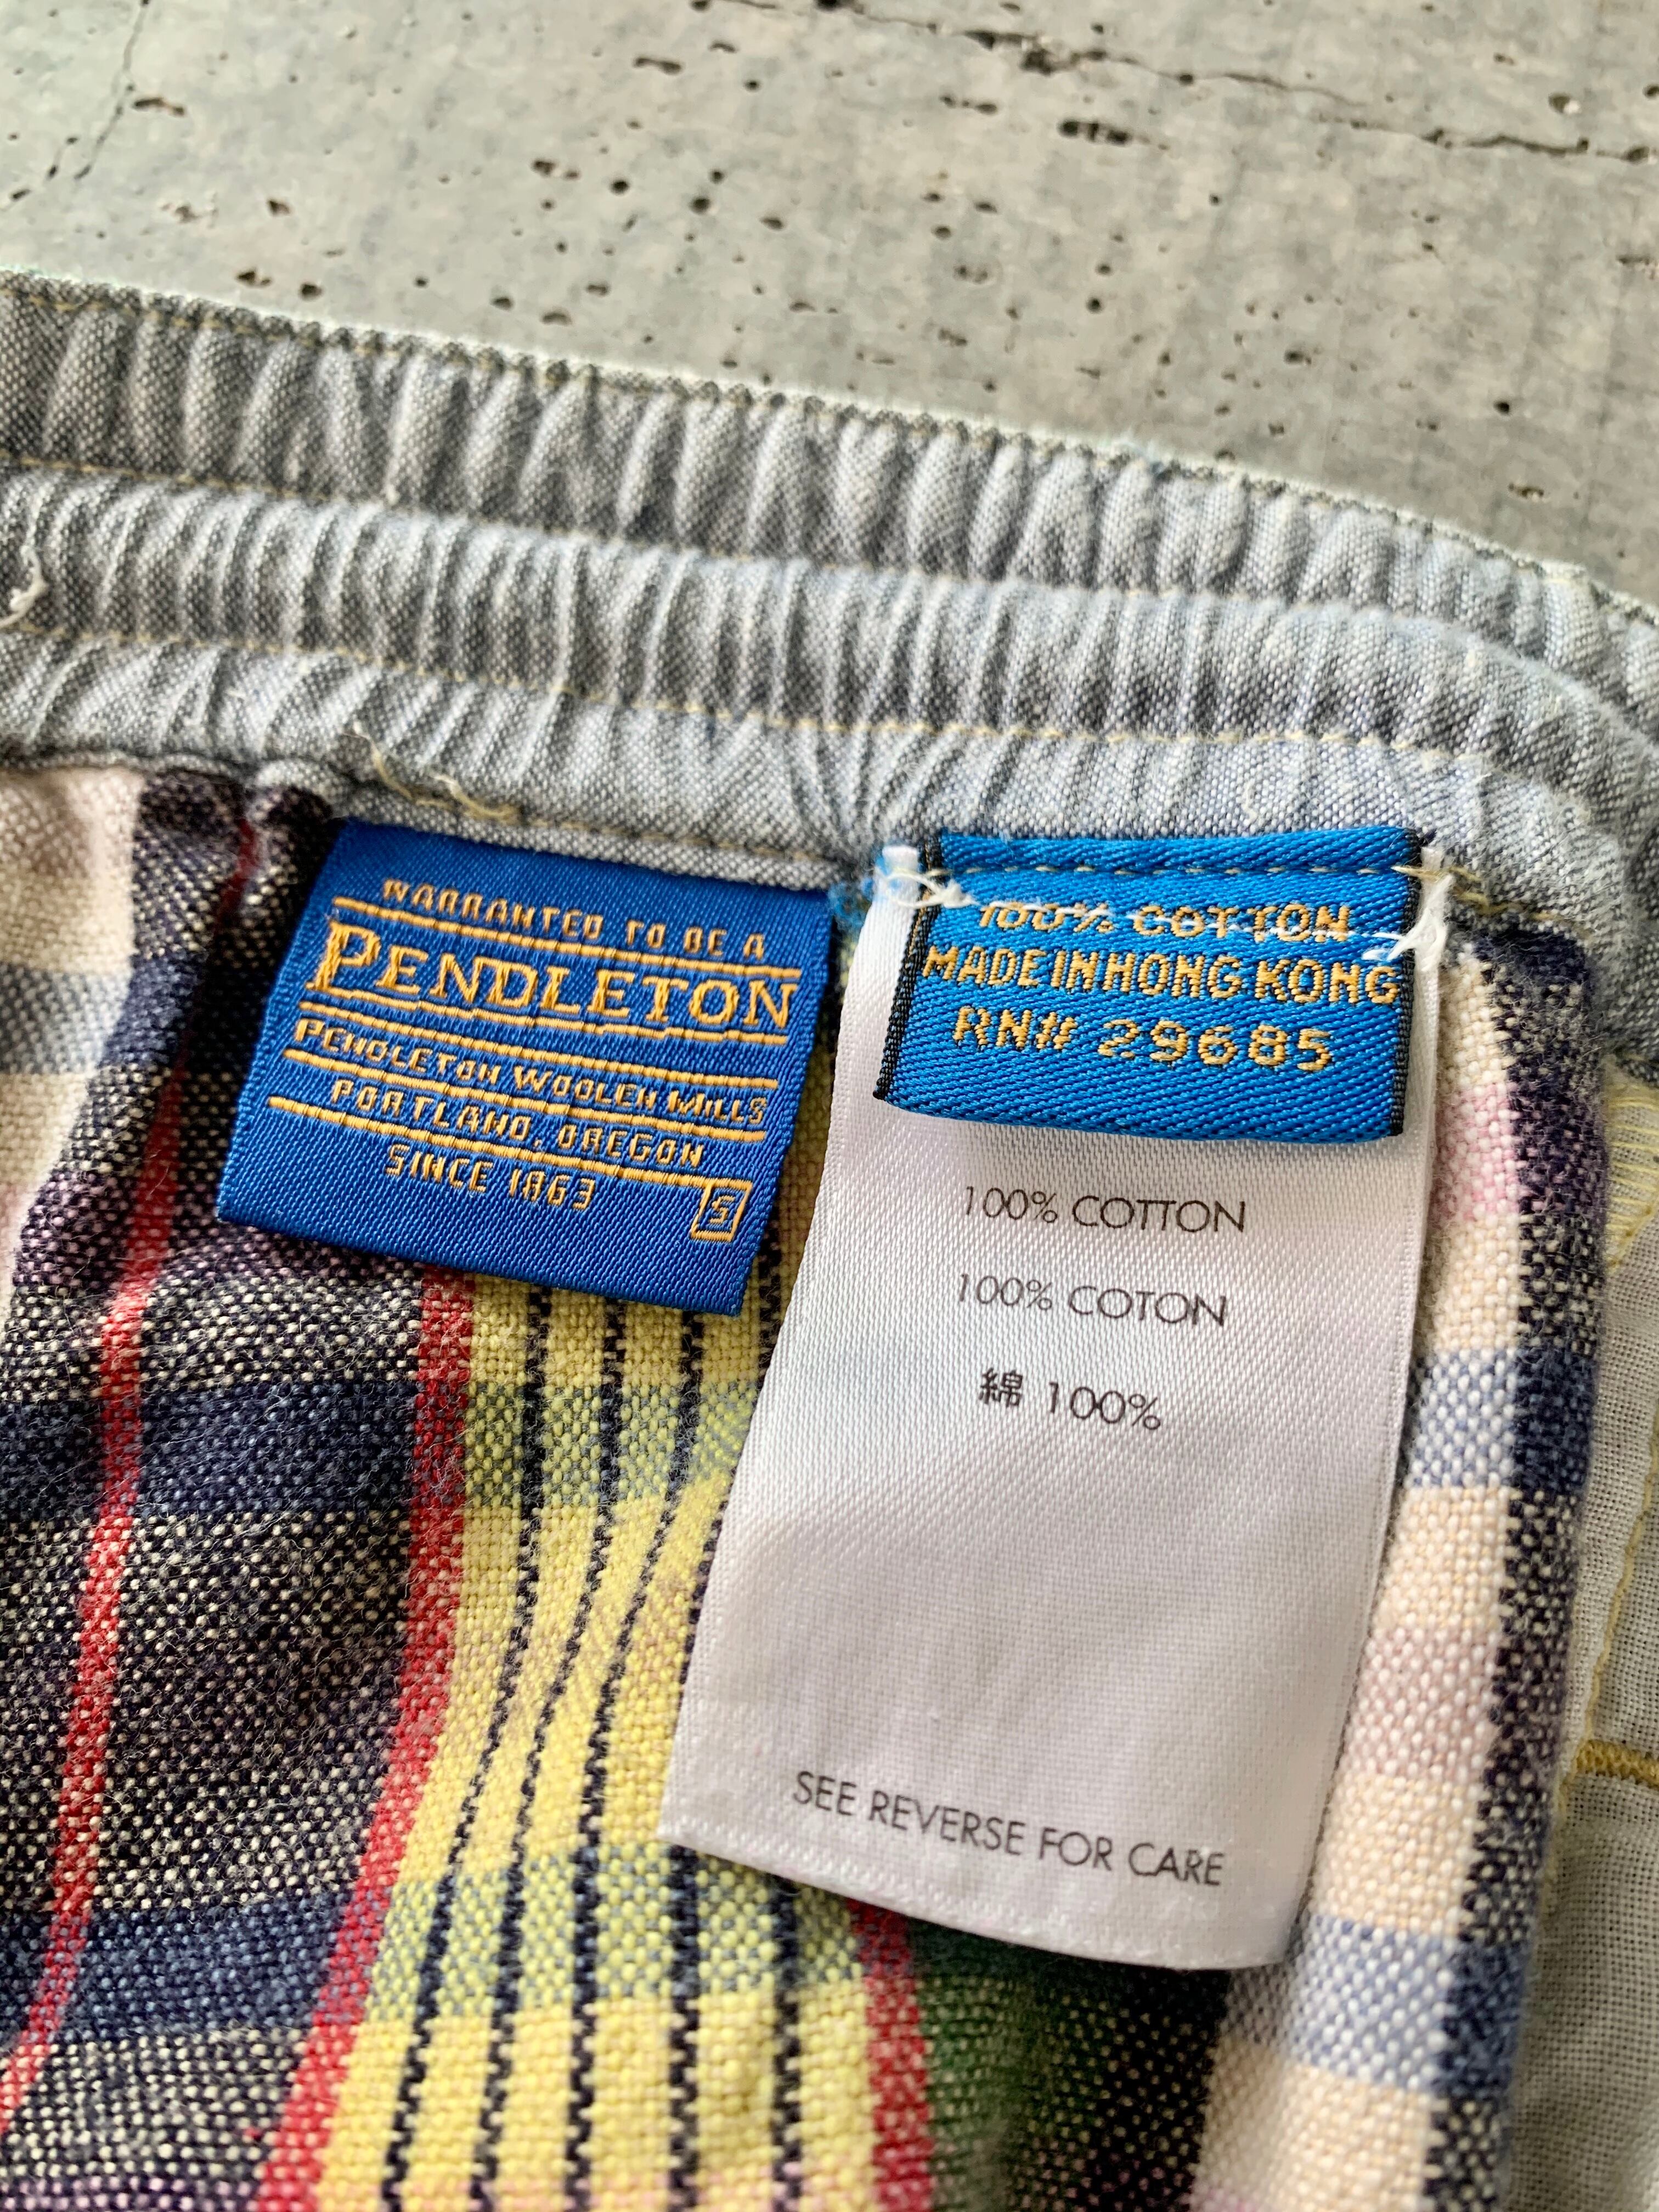 WARRANTED TO BE A
PENDLETON
PENDLETON WOOLEN MILLS
PORTLAND, OREGON
SINCE 1863
S
100% COTTON
MADE IN HONG KONG
RN# 29685
100% COTTON
100% COTON
綿 100%
SEE REVERSE FOR CARE